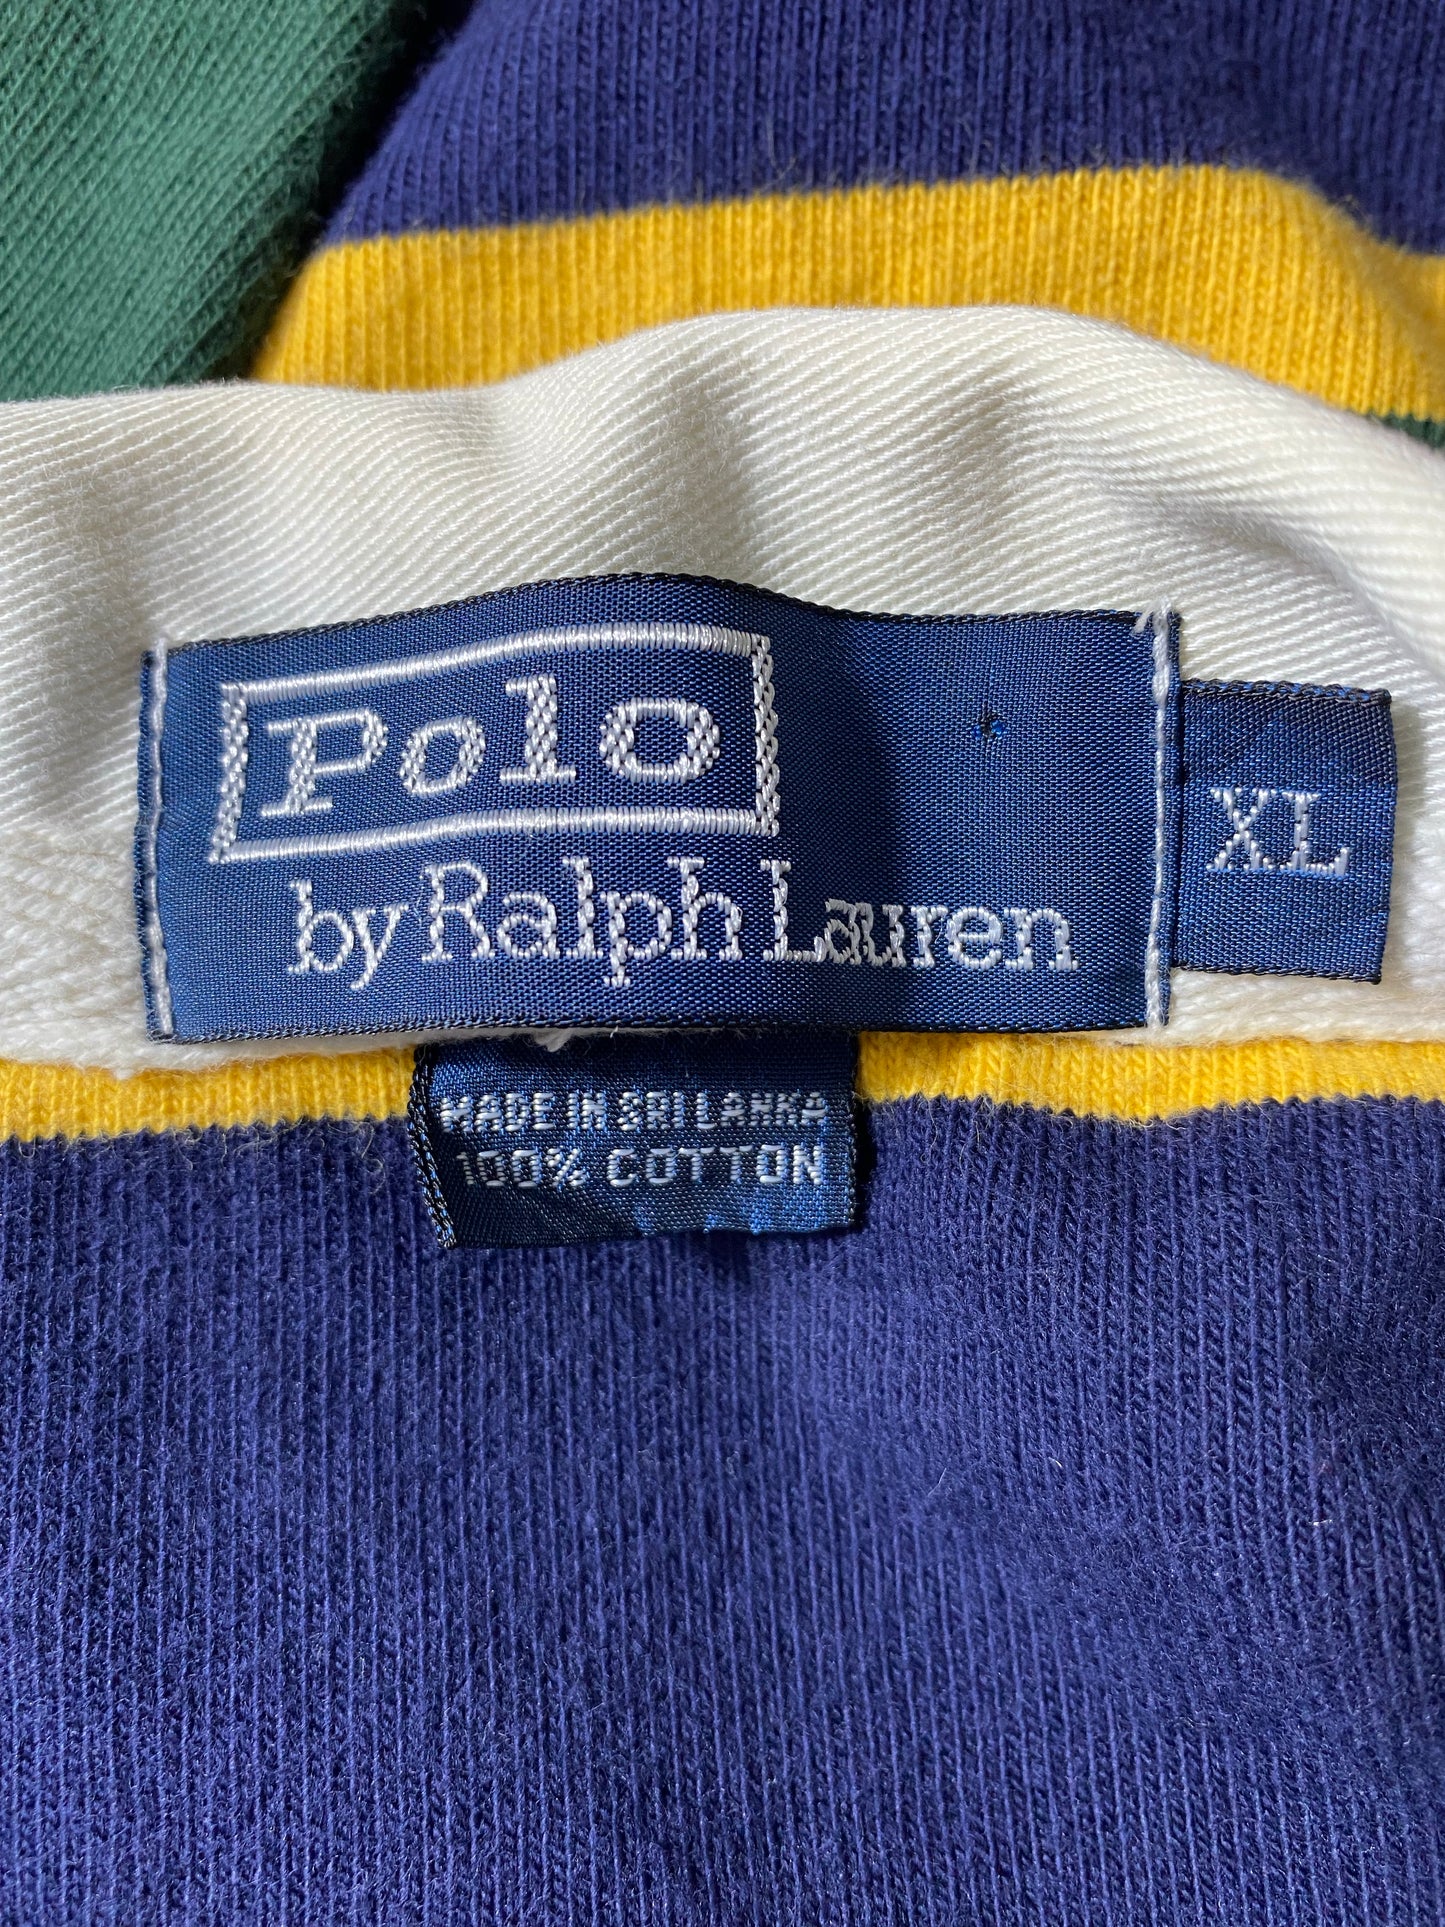 Polo
by Ralph Lauren
XL
MADE IN SRI LANKA
100% COTTON